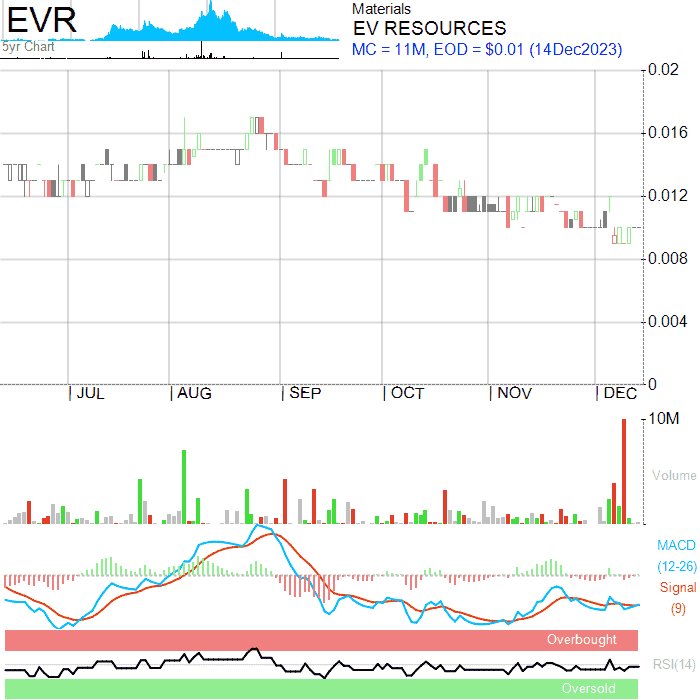 EVR
5yr Chart
Materials
EV RESOURCES
MC = 11M, EOD = $0.01 (14Dec2023)
0.02
0.016
0.012
0.008
0.004
0
JUL AUG SEP OCT NOV DEC
10M
Volume
MACD
(12-26)
Signal
(9)
Overbought
RSI(14)
Oversold